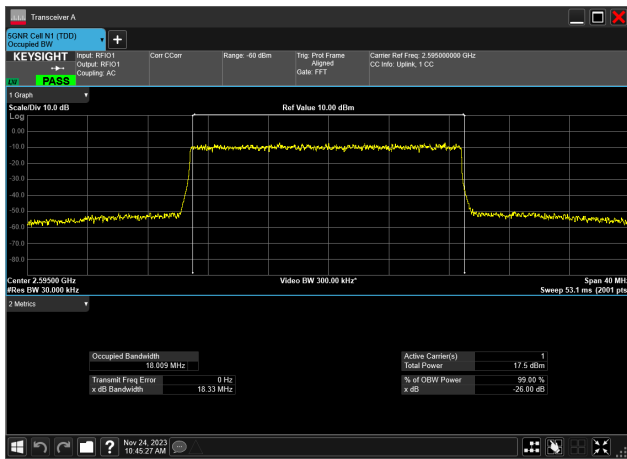 Transceiver A
5GNR Cell N1 (TDD)
Occupied BW
+
KEYSIGHT
LM
PASS
Input: RFIO1
Output: RFIO1
Coupling: AC
Corr CCorr
Range: -60 dBm
Trig: Prot Frame
Aligned
Gate: FFT
Carrier Ref Freq: 2.595000000 GHz
CC Info: Uplink, 1 CC
1 Graph
Scale/Div 10.0 dB
Ref Value 10.00 dBm
Log
0.00
-10.0
-20.0
-30.0
-40.0
-50.0
-60.0
-70.0
-80.0
Center 2.59500 GHz
Video BW 300.00 kHz*
Span 40 MHz
#Res BW 30.000 kHz
Sweep 53.1 ms (2001 pts
2 Metrics
Occupied Bandwidth
18.009 MHz
Transmit Freq Error 0 Hz
x dB Bandwidth 18.33 MHz
Active Carrier(s) 1
Total Power 17.5 dBm
% of OBW Power 99.00 %
x dB -26.00 dB
?
Nov 24, 2023
10:45:27 AM